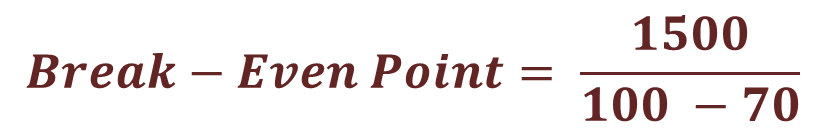 Break – Even Point = 1500
100 – 70